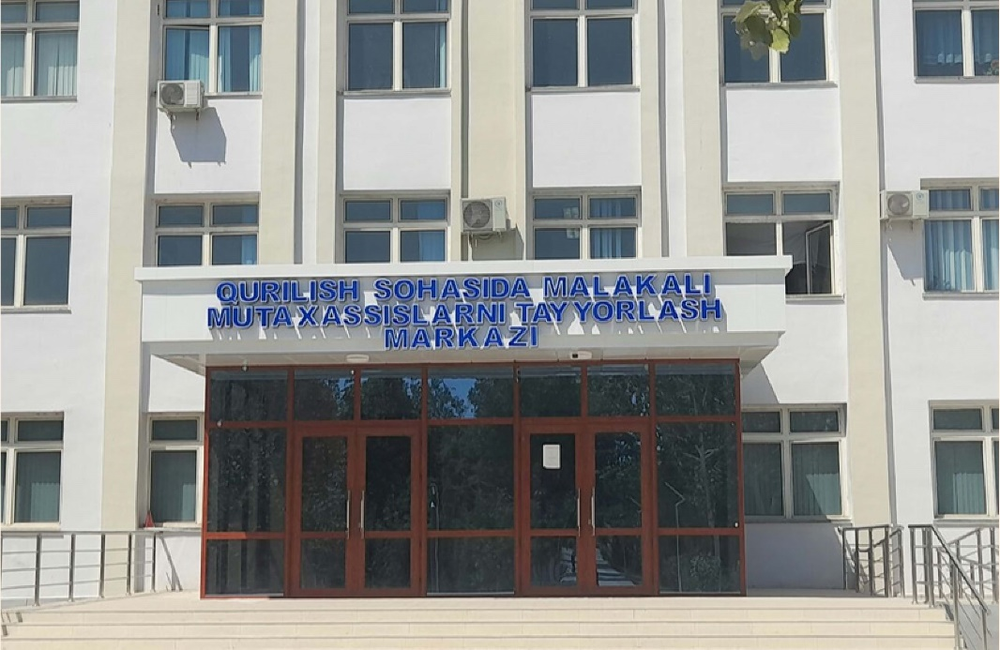 QURILISH SOHASIDA MALAKALI
MUTAXASSISLARNI TAYYORLASH
MARKAZI